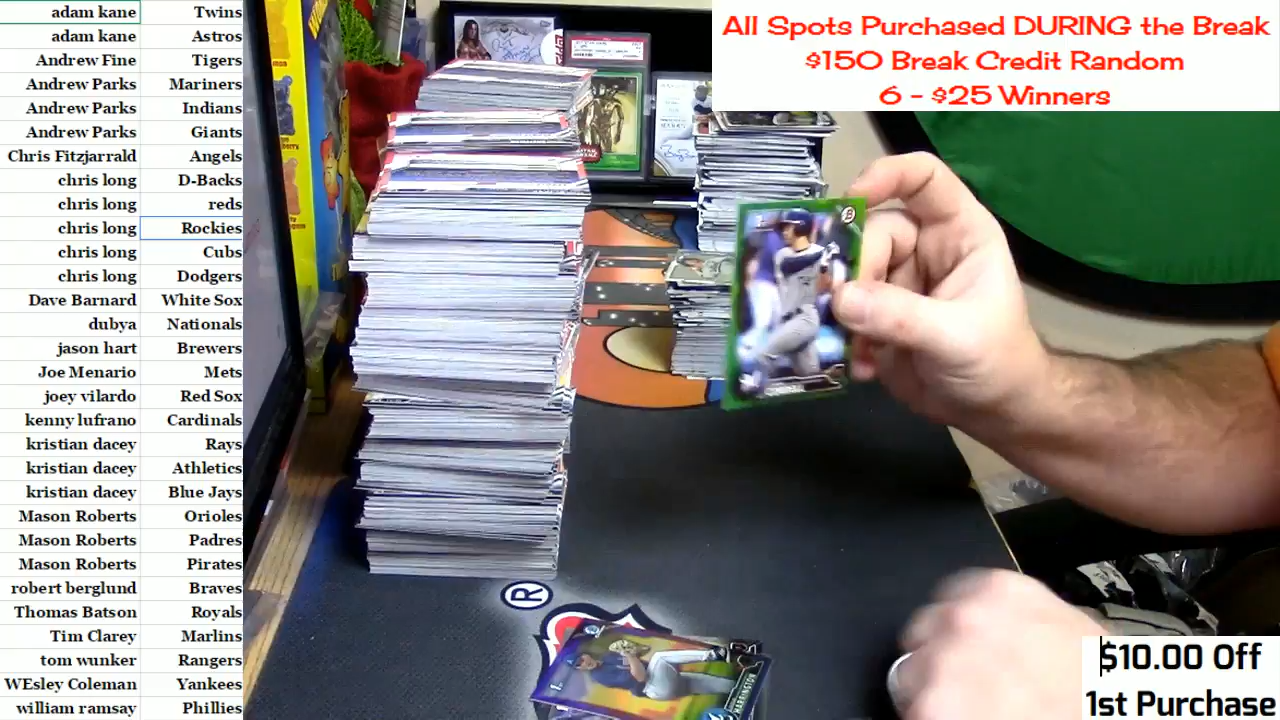 adam kane Twins
adam kane Astros
Andrew Fine Tigers
Andrew Parks Mariners
Andrew Parks Indians
Andrew Parks Giants
Chris Fitzjarrald Angels
chris long D-Backs
chris long reds
chris long Rockies
chris long Cubs
chris long Dodgers
Dave Barnard White Sox
dubya Nationals
jason hart Brewers
Joe Menario Mets
joey vilardo Red Sox
kenny lufrano Cardinals
kristian dacey Rays
kristian dacey Athletics
kristian dacey Blue Jays
Mason Roberts Orioles
Mason Roberts Padres
Mason Roberts Pirates
robert berglund Braves
Thomas Batson Royals
Tim Clarey Marlins
tom wunker Rangers
WEsley Coleman Yankees
william ramsay Phillies
All Spots Purchased DURING the Break
$150 Break Credit Random
6 - $25 Winners
®
HARRINGTON
$10.00 Off
1st Purchase